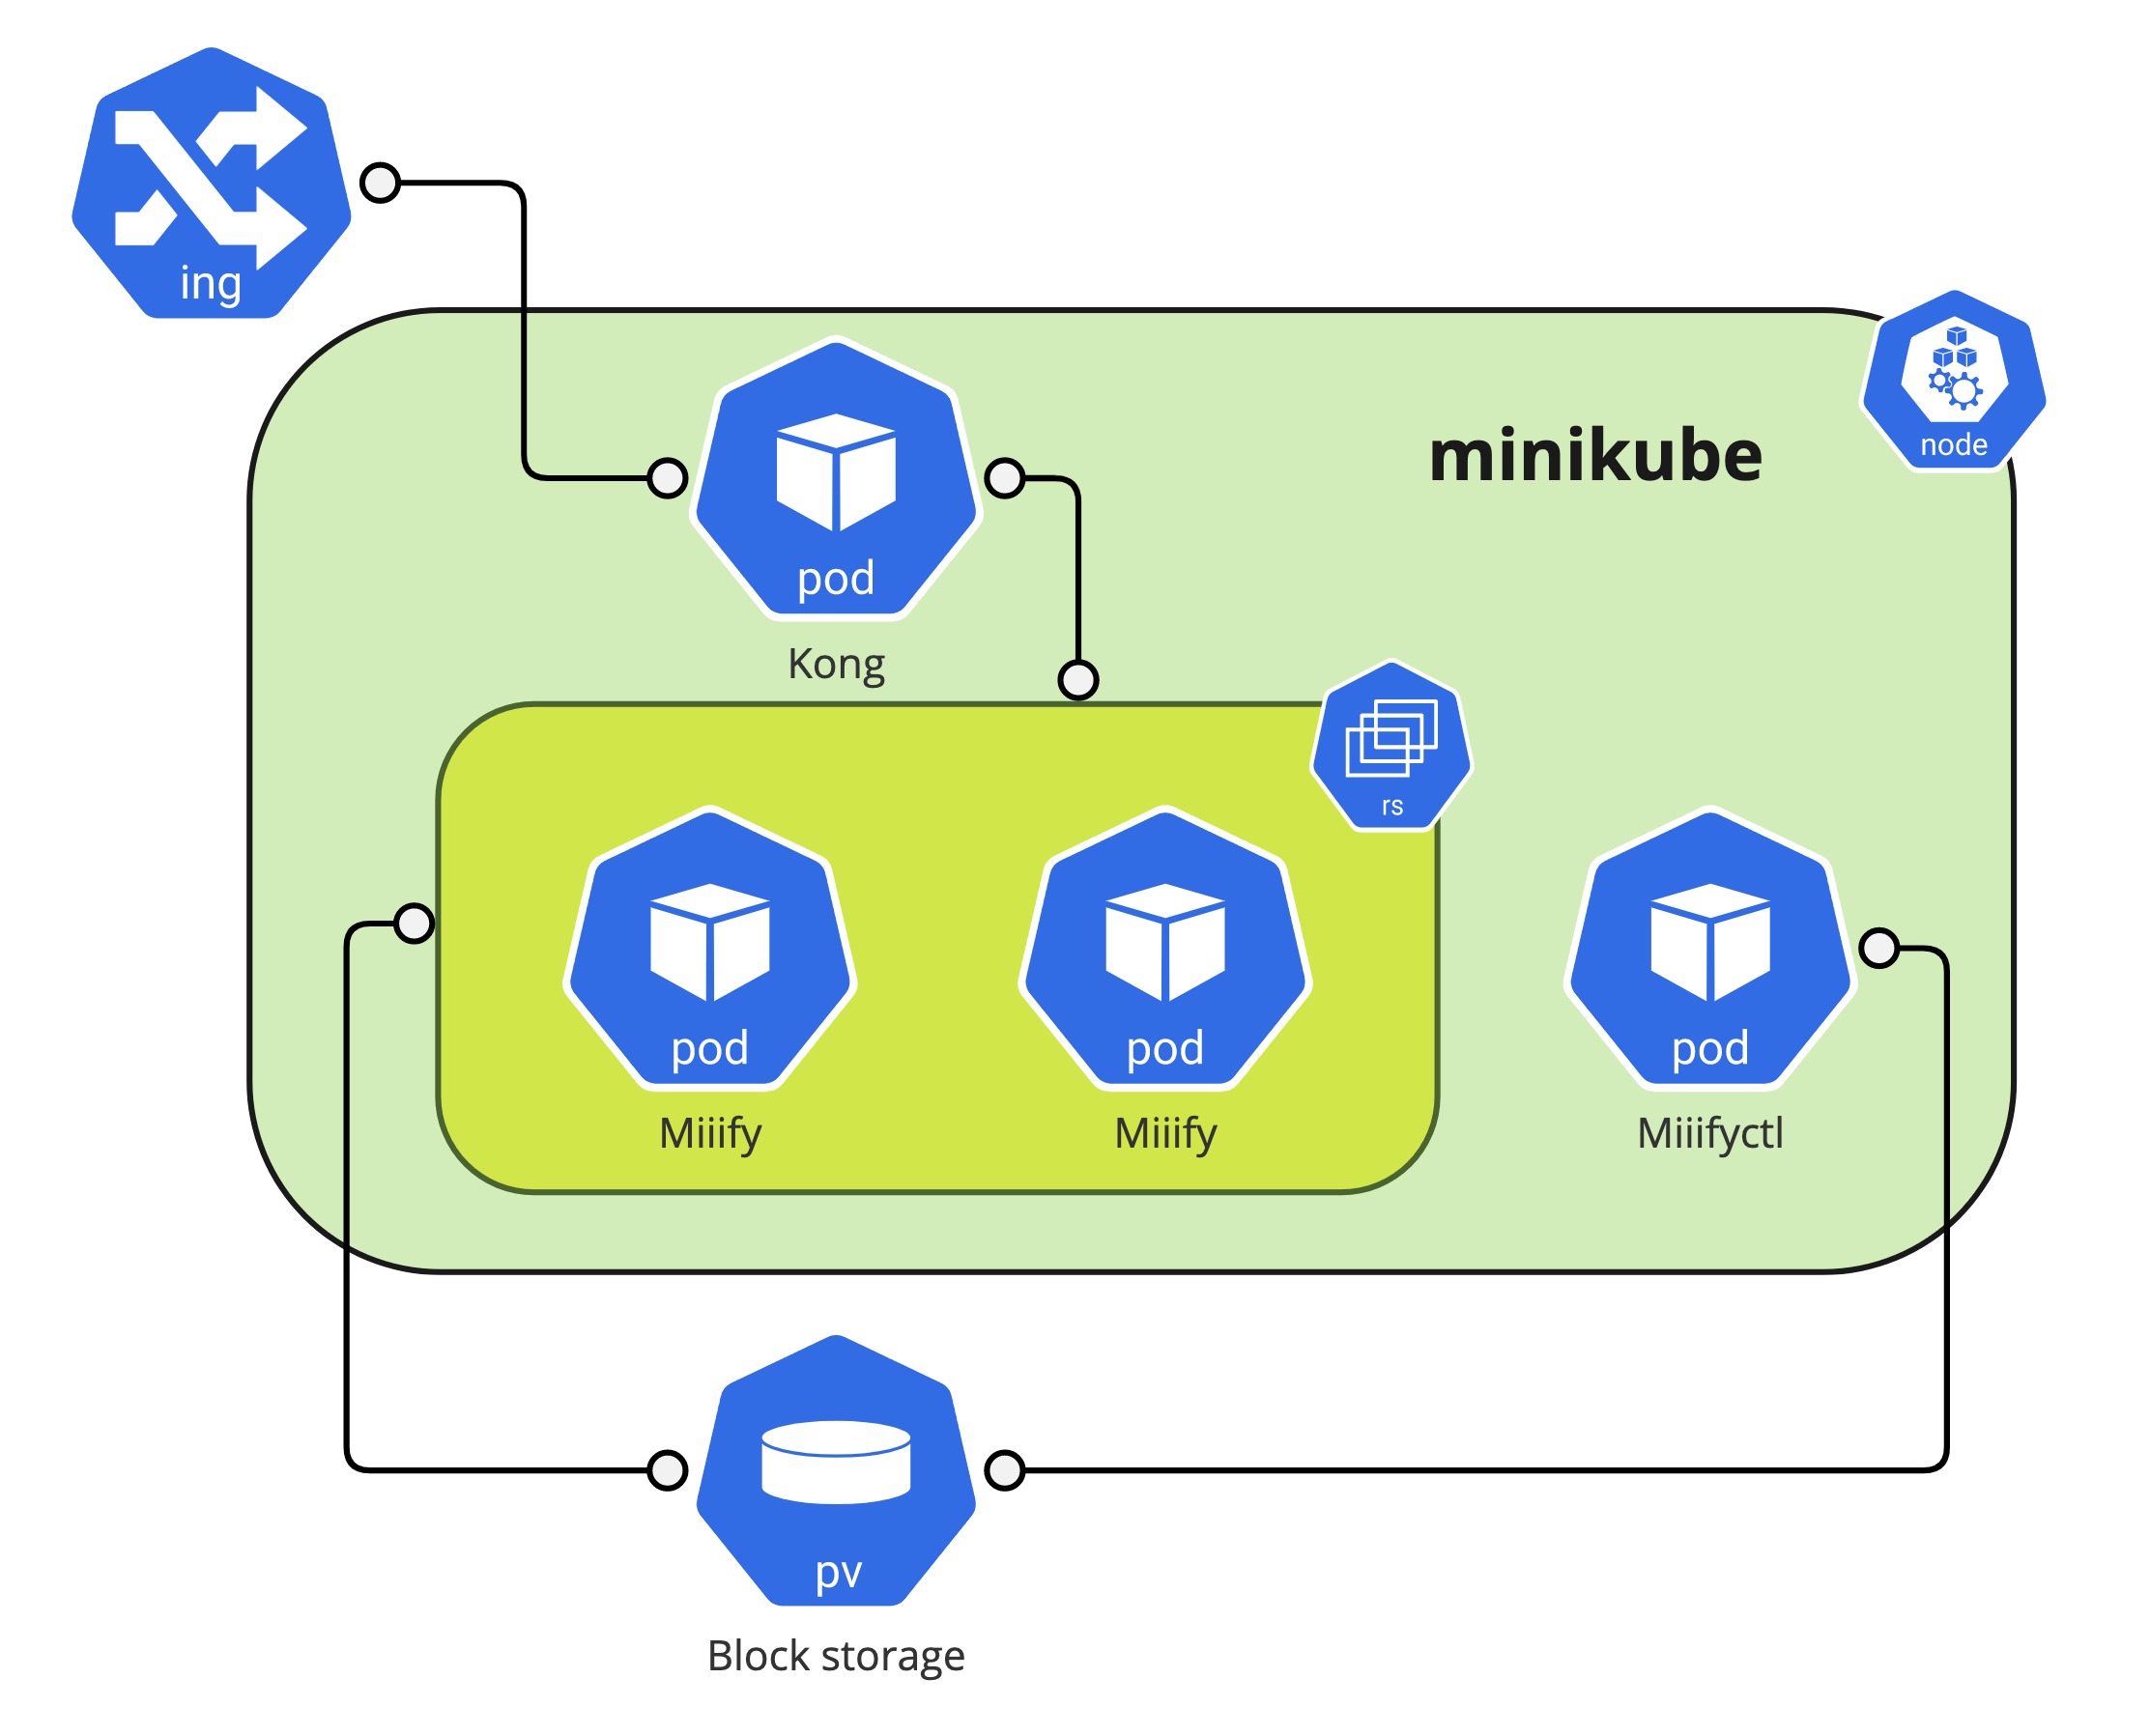 ing
node
minikube
pod
Kong
rs
pod
pod
pod
Miiify
Miiify
Miiifyctl
pv
Block storage